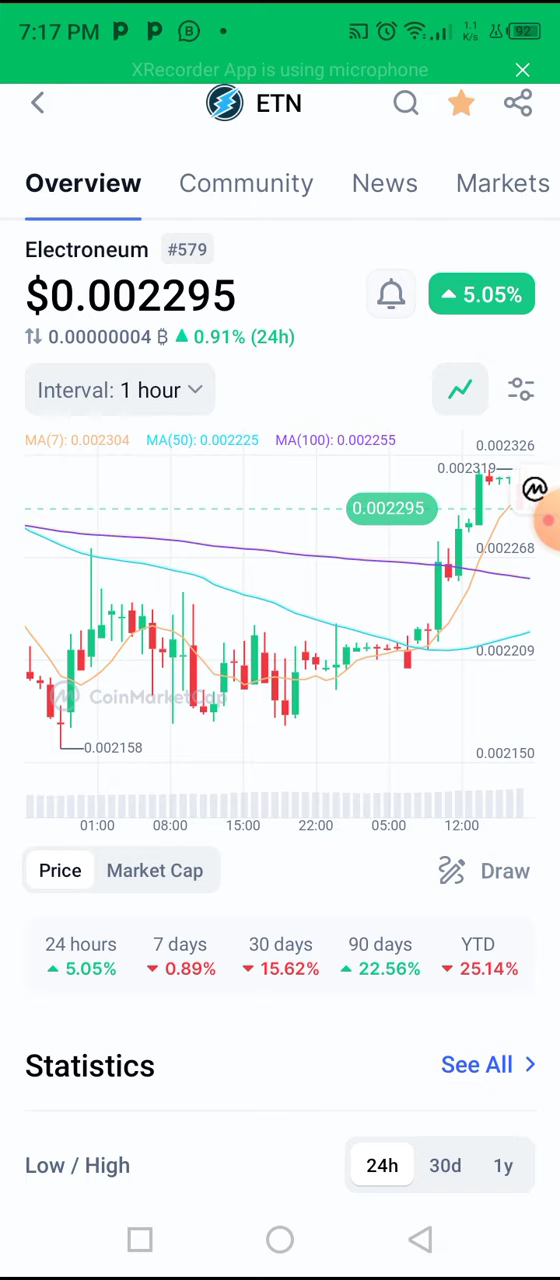 7:17 PM P P B • 1.1 K/s 92
XRecorder App is using microphone
ETN
Overview Community News Markets
Electroneum #579
$0.002295 5.05%
0.00000004 ₿ 0.91% (24h)
Interval: 1 hour
MA(7): 0.002304 MA(50): 0.002225 MA(100): 0.002255
0.002326
0.002319
0.002295
0.002268
0.002209
CoinMarketCap
0.002158
0.002150
01:00 08:00 15:00 22:00 05:00 12:00
Price Market Cap Draw
24 hours 7 days 30 days 90 days YTD
5.05% 0.89% 15.62% 22.56% 25.14%
Statistics See All
Low / High 24h 30d 1y